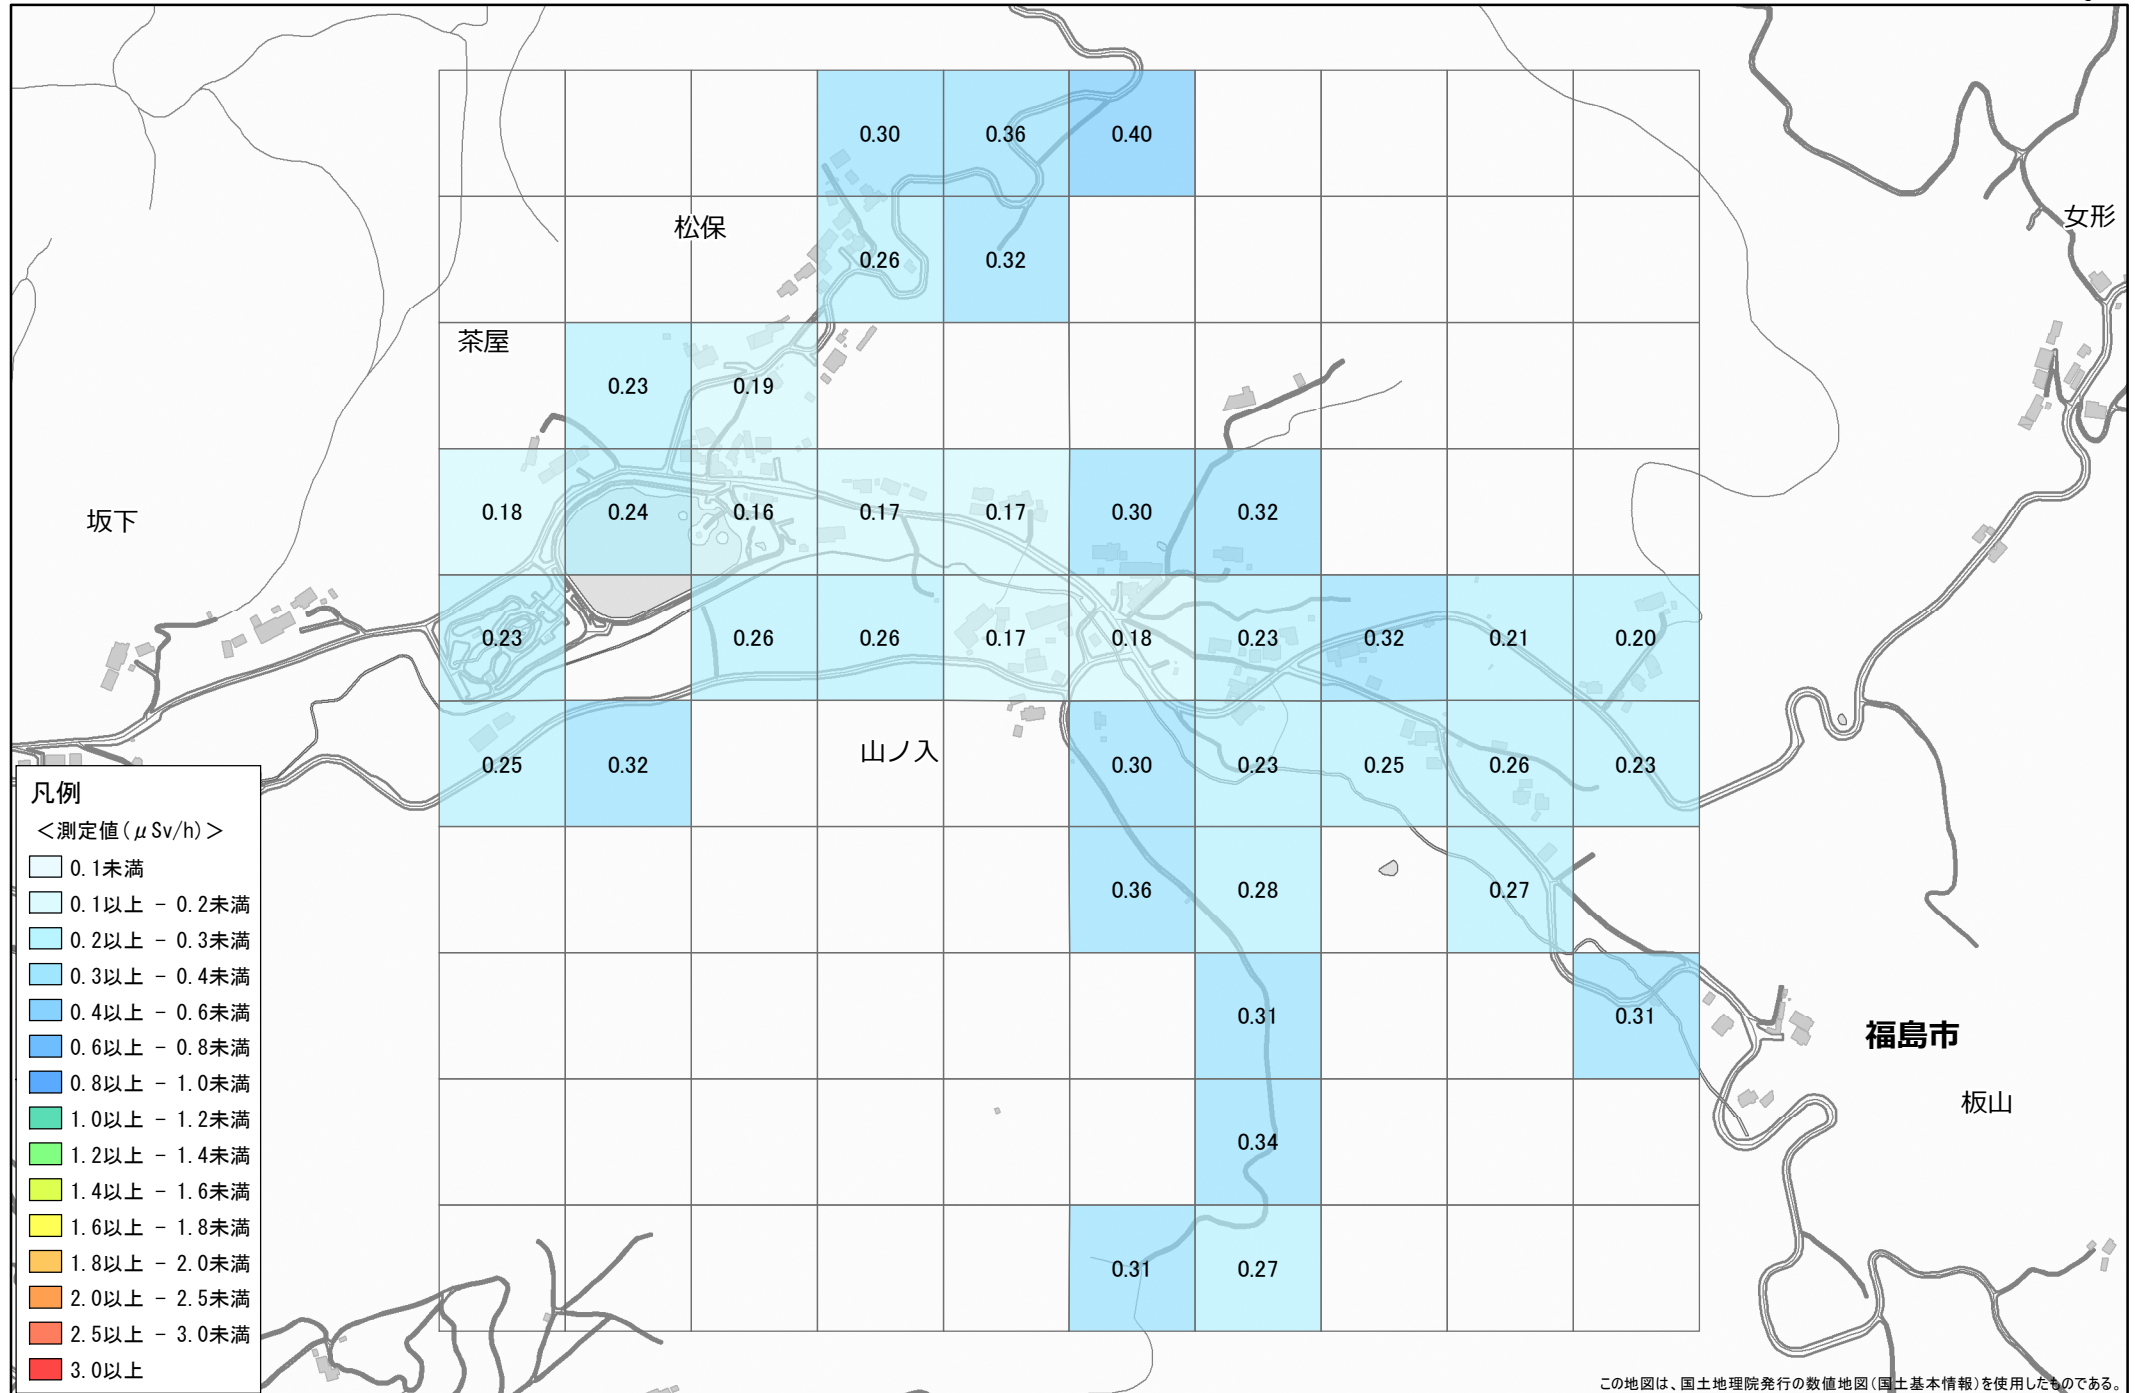 0.30 0.36 0.40
松保
女形
0.26 0.32
茶屋
0.23 0.19
坂下
0.18 0.24 0.16 0.17 0.17 0.30 0.32
0.23 0.26 0.26 0.17 0.18 0.23 0.32 0.21 0.20
山ノ入
0.25 0.32 0.30 0.23 0.25 0.26 0.23
0.36 0.28 0.27
0.31 0.31
福島市
板山
0.34
0.31 0.27
凡例
＜測定値(μSv/h)＞
0.1未満
0.1以上 - 0.2未満
0.2以上 - 0.3未満
0.3以上 - 0.4未満
0.4以上 - 0.6未満
0.6以上 - 0.8未満
0.8以上 - 1.0未満
1.0以上 - 1.2未満
1.2以上 - 1.4未満
1.4以上 - 1.6未満
1.6以上 - 1.8未満
1.8以上 - 2.0未満
2.0以上 - 2.5未満
2.5以上 - 3.0未満
3.0以上
この地図は、国土地理院発行の数値地図(国土基本情報)を使用したものである。